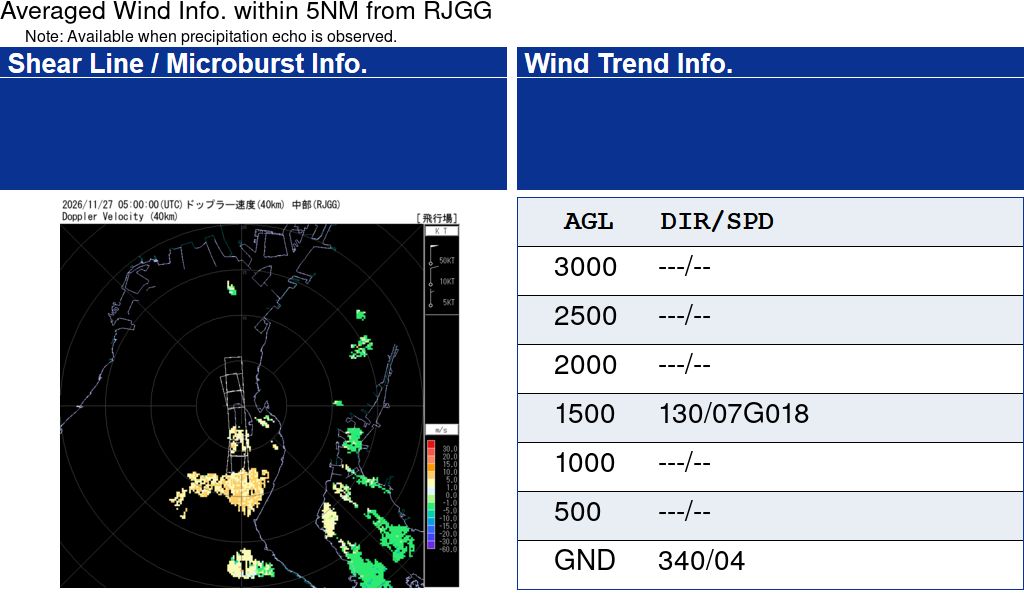 Averaged Wind Info. within 5NM from RJGG
Note: Available when precipitation echo is observed.
Shear Line / Microburst Info.
Wind Trend Info.
2026/11/27 05:00:00(UTC) ドップラー速度(40km) 中部(RJGG)
Doppler Velocity (40km)
[飛行場]
K T
50KT
10KT
5KT
m/s
30.0
20.0
15.0
10.0
5.0
1.0
0.0
-1.0
-5.0
-10.0
-15.0
-20.0
-30.0
-60.0
AGL DIR/SPD
3000 ---/--
2500 ---/--
2000 ---/--
1500 130/07G018
1000 ---/--
500 ---/--
GND 340/04